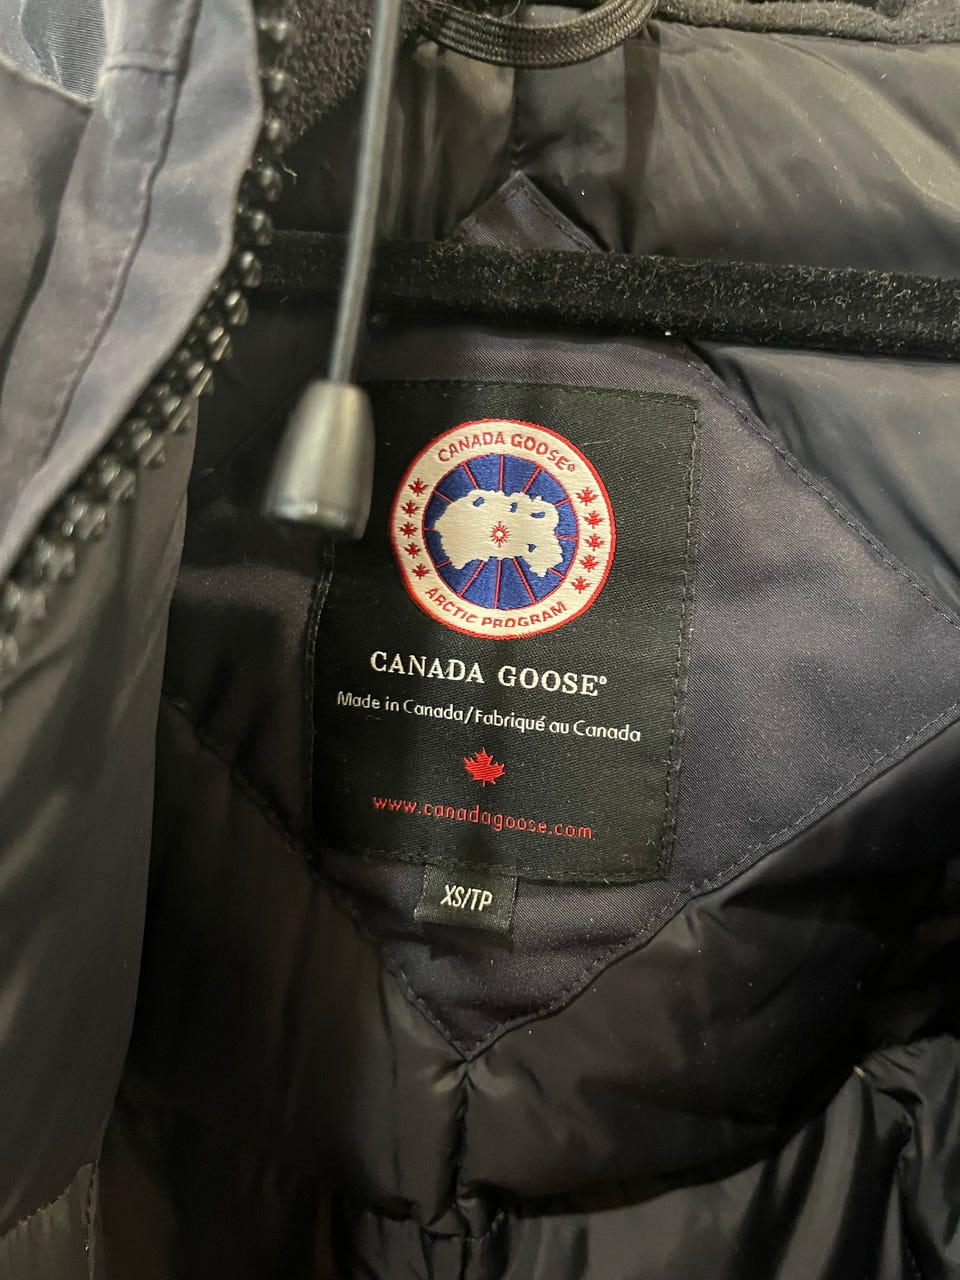 CANADA GOOSE®
ARCTIC PROGRAM
CANADA GOOSE®
Made in Canada/Fabriqué au Canada
www.canadagoose.com
XS/TP